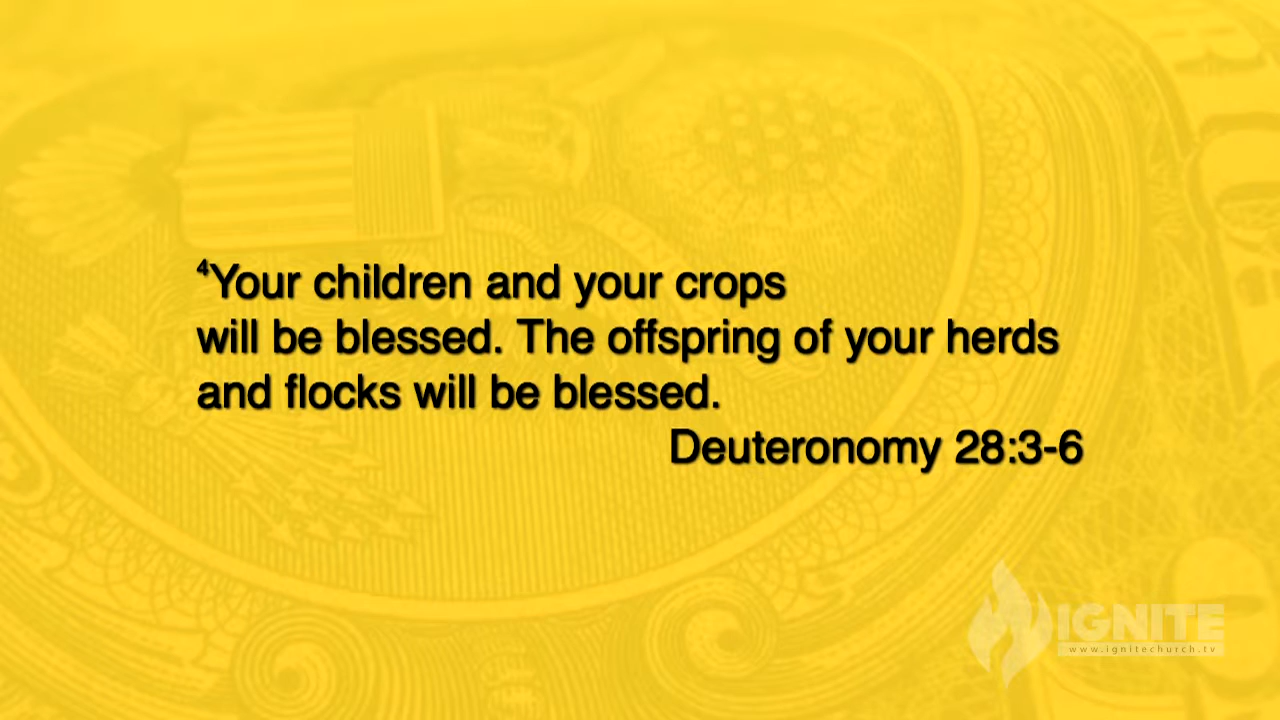 ⁴Your children and your crops
will be blessed. The offspring of your herds
and flocks will be blessed.
Deuteronomy 28:3-6
IGNITE
www.ignitechurch.tv